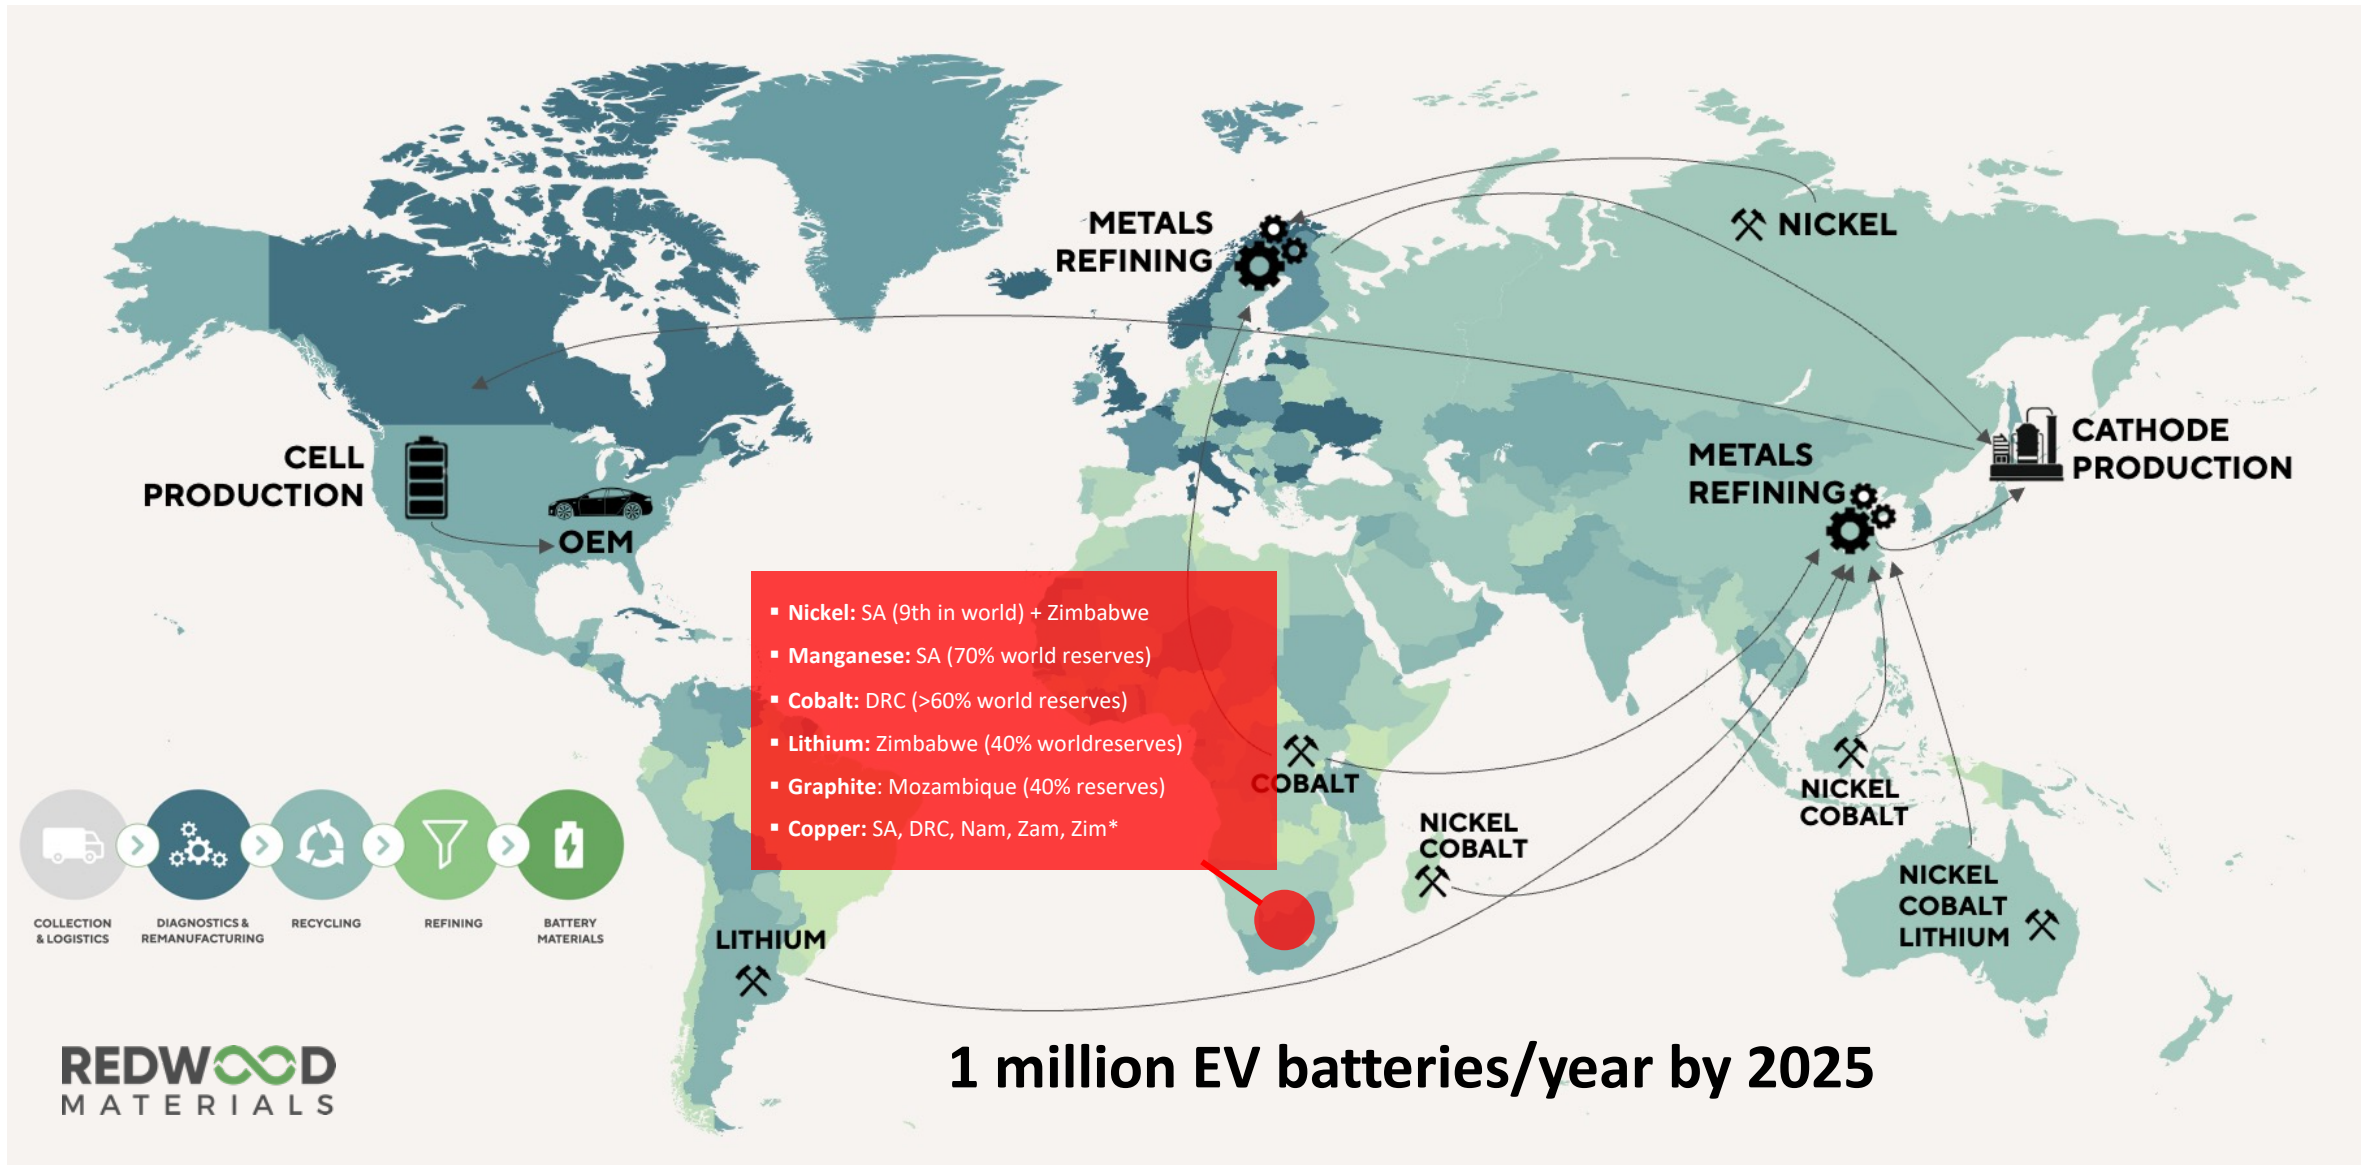 METALS
REFINING
NICKEL
CELL
PRODUCTION
OEM
METALS
REFINING
CATHODE
PRODUCTION
▪ Nickel: SA (9th in world) + Zimbabwe
▪ Manganese: SA (70% world reserves)
▪ Cobalt: DRC (>60% world reserves)
▪ Lithium: Zimbabwe (40% worldreserves)
▪ Graphite: Mozambique (40% reserves)
▪ Copper: SA, DRC, Nam, Zam, Zim*
COBALT
NICKEL
COBALT
NICKEL
COBALT
NICKEL
COBALT
LITHIUM
LITHIUM
COLLECTION
& LOGISTICS
DIAGNOSTICS &
REMANUFACTURING
RECYCLING
REFINING
BATTERY
MATERIALS
REDWOOD
MATERIALS
1 million EV batteries/year by 2025